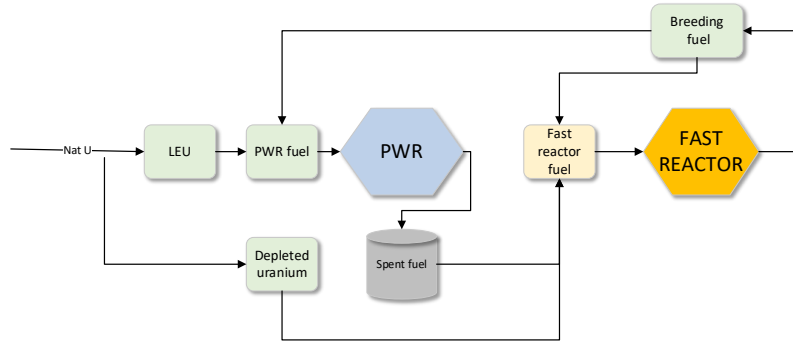 Breeding
fuel
Nat U
LEU
PWR fuel
PWR
Fast
reactor
fuel
FAST
REACTOR
Depleted
uranium
Spent fuel